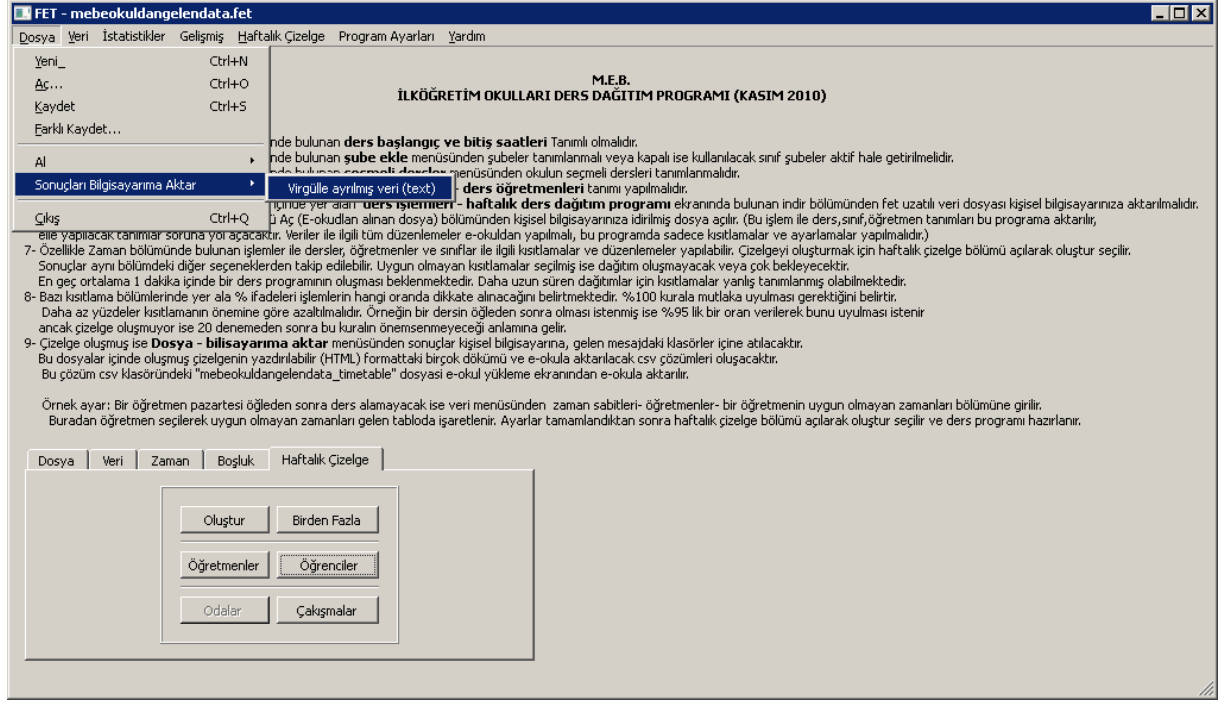 FET - mebeokuldangelendata.fet
Dosya Veri İstatistikler Gelişmiş Haftalık Çizelge Program Ayarları Yardım
Yeni_ Ctrl+N
Aç... Ctrl+O
Kaydet Ctrl+S
Farklı Kaydet...
Al
Sonuçları Bilgisayarıma Aktar
Virgülle ayrılmış veri (text)
Çıkış Ctrl+Q
M.E.B.
İLKÖĞRETİM OKULLARI DERS DAĞITIM PROGRAMI (KASIM 2010)
nde bulunan ders başlangıç ve bitiş saatleri Tanımlı olmalıdır.
nde bulunan şube ekle menüsünden şubeler tanımlanmalı veya kapalı ise kullanılacak sınıf şubeler aktif hale getirilmelidir.
nde bulunan seçmeli dersler menüsünden okulun seçmeli dersleri tanımlanmalıdır.
- ders öğretmenleri tanımı yapılmalıdır.
içinde yer alan ders işlemleri - haftalık ders dağıtım programı ekranında bulunan indir bölümünden fet uzatılı veri dosyası kişisel bilgisayarınıza aktarılmalıdır.
ü Aç (E-okudlan alınan dosya) bölümünden kişisel bilgisayarınıza idirilmiş dosya açılır. (Bu işlem ile ders,sınıf,öğretmen tanımları bu programa aktarılır,
elle yapılacak tanımlar soruna yol açacaktır. Veriler ile ilgili tüm düzenlemeler e-okuldan yapılmalı, bu programda sadece kısıtlamalar ve ayarlamalar yapılmalıdır.)
7- Özellikle Zaman bölümünde bulunan işlemler ile dersler, öğretmenler ve sınıflar ile ilgili kısıtlamalar ve düzenlemeler yapılabilir. Çizelgeyi oluşturmak için haftalık çizelge bölümü açılarak oluştur seçilir.
Sonuçlar aynı bölümdeki diğer seçeneklerden takip edilebilir. Uygun olmayan kısıtlamalar seçilmiş ise dağıtım oluşmayacak veya çok bekleyecektir.
En geç ortalama 1 dakika içinde bir ders programının oluşması beklenmektedir. Daha uzun süren dağıtımlar için kısıtlamalar yanlış tanımlanmış olabilmektedir.
8- Bazı kısıtlama bölümlerinde yer ala % ifadeleri işlemlerin hangi oranda dikkate alınacağını belirtmektedir. %100 kurala mutlaka uyulması gerektiğini belirtir.
Daha az yüzdeler kısıtlamanın önemine göre azaltılmalıdır. Örneğin bir dersin öğleden sonra olması istenmiş ise %95 lik bir oran verilerek bunu uyulması istenir
ancak çizelge oluşmuyor ise 20 denemeden sonra bu kuralın önemsenmeyeceği anlamına gelir.
9- Çizelge oluşmuş ise Dosya - bilisayarıma aktar menüsünden sonuçlar kişisel bilgisayarına, gelen mesajdaki klasörler içine atılacaktır.
Bu dosyalar içinde oluşmuş çizelgenin yazdırılabilir (HTML) formattaki birçok dökümü ve e-okula aktarılacak csv çözümleri oluşacaktır.
Bu çözüm csv klasöründeki "mebeokuldangelendata_timetable" dosyasi e-okul yükleme ekranından e-okula aktarılır.
Örnek ayar: Bir öğretmen pazartesi öğleden sonra ders alamayacak ise veri menüsünden zaman sabitleri- öğretmenler- bir öğretmenin uygun olmayan zamanları bölümüne girilir.
Buradan öğretmen seçilerek uygun olmayan zamanları gelen tabloda işaretlenir. Ayarlar tamamlandıktan sonra haftalık çizelge bölümü açılarak oluştur seçilir ve ders programı hazırlanır.
Dosya Veri Zaman Boşluk Haftalık Çizelge
Oluştur Birden Fazla
Öğretmenler Öğrenciler
Odalar Çakışmalar